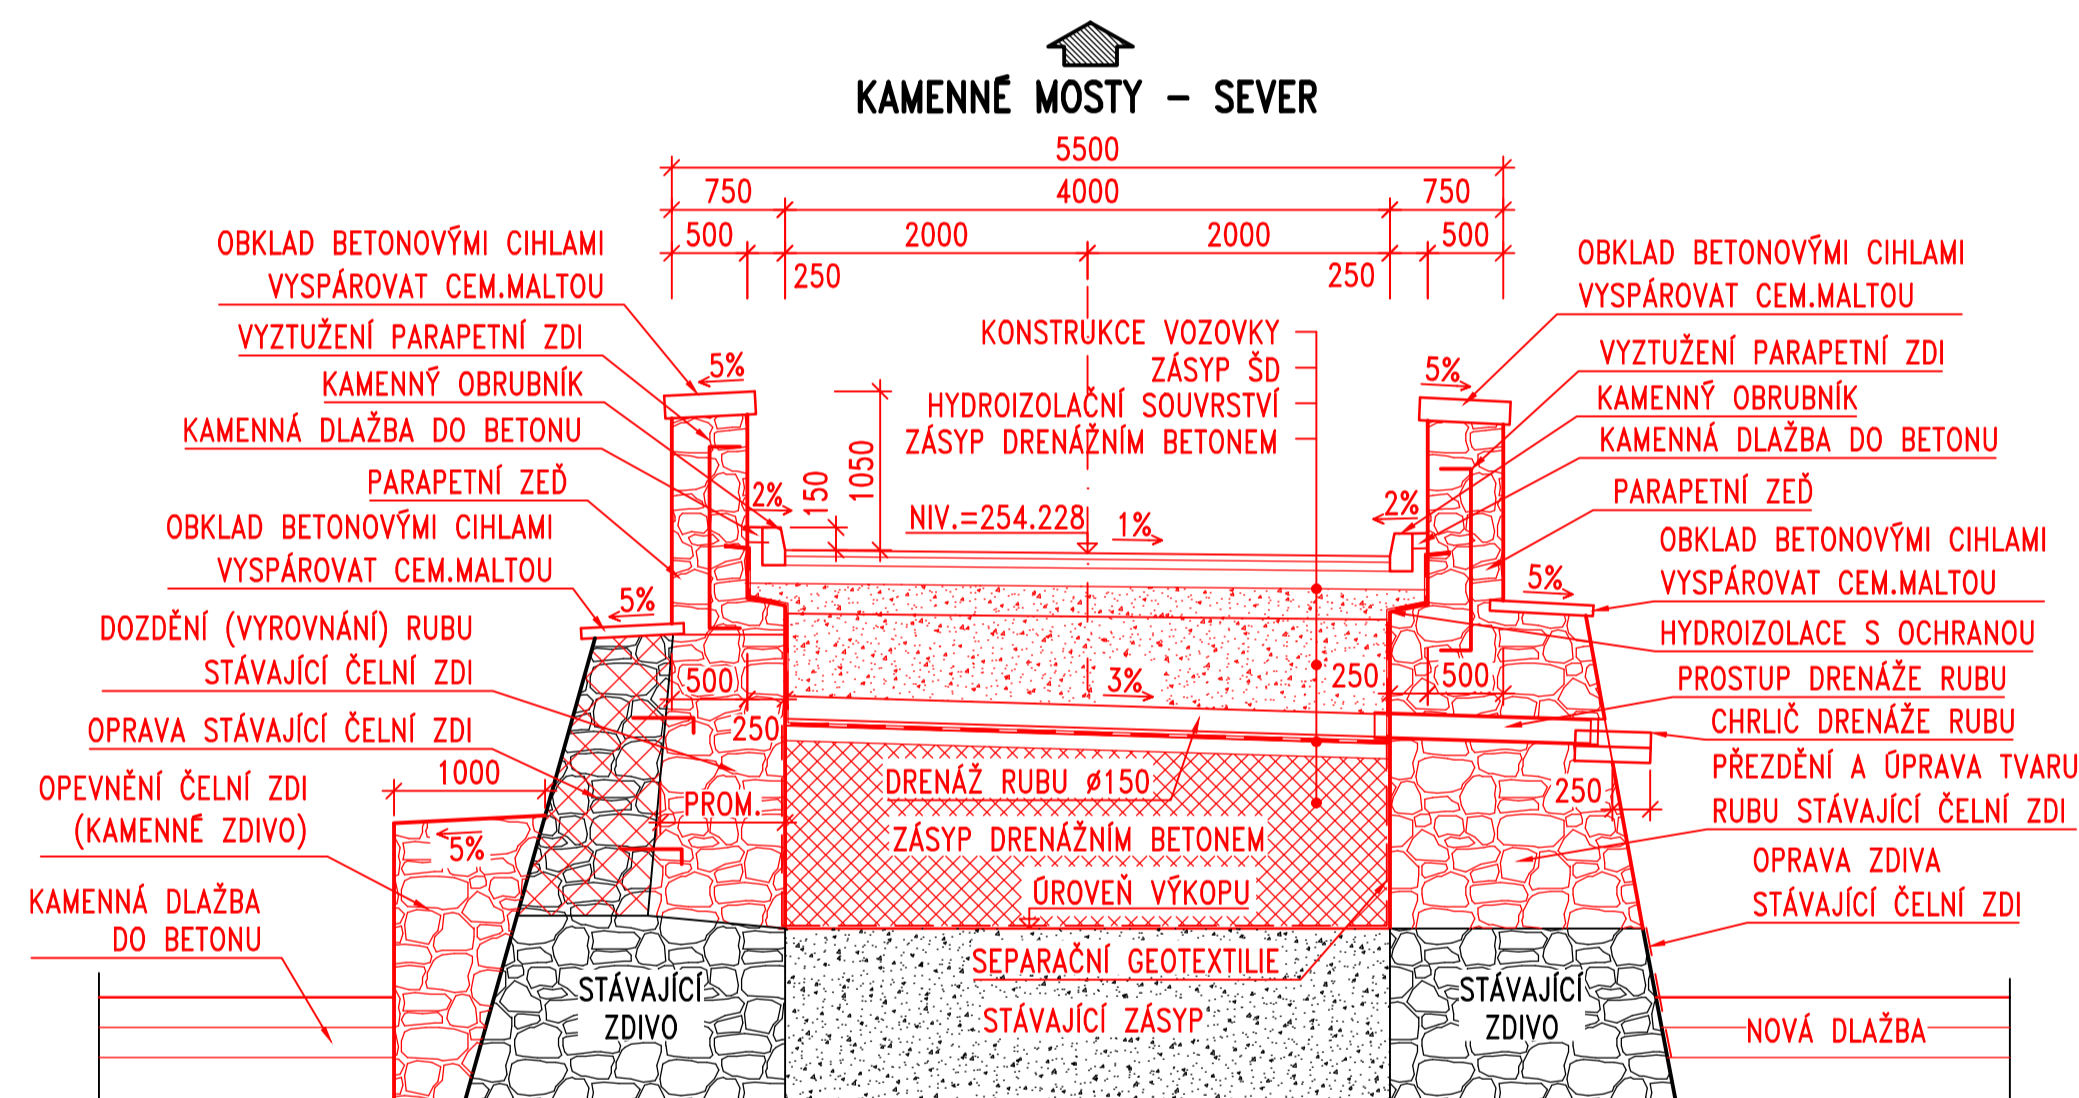 KAMENNÉ MOSTY – SEVER
5500
750 4000 750
500 2000 2000 500
250 250
OBKLAD BETONOVÝMI CIHLAMI
VYSPÁROVAT CEM.MALTOU
VYZTUŽENÍ PARAPETNÍ ZDI
KAMENNÝ OBRUBNÍK
KAMENNÁ DLAŽBA DO BETONU
PARAPETNÍ ZEĎ
OBKLAD BETONOVÝMI CIHLAMI
VYSPÁROVAT CEM.MALTOU
DOZDĚNÍ (VYROVNÁNÍ) RUBU
STÁVAJÍCÍ ČELNÍ ZDI
OPRAVA STÁVAJÍCÍ ČELNÍ ZDI
1000
OPEVNĚNÍ ČELNÍ ZDI
(KAMENNÉ ZDIVO)
5%
KAMENNÁ DLAŽBA
DO BETONU
5%
5%
2%
150
1050
500
250
PROM.
STÁVAJÍCÍ
ZDIVO
KONSTRUKCE VOZOVKY
ZÁSYP ŠD
HYDROIZOLAČNÍ SOUVRSTVÍ
ZÁSYP DRENÁŽNÍM BETONEM
NIV.=254.228
1%
3%
DRENÁŽ RUBU ø150
ZÁSYP DRENÁŽNÍM BETONEM
ÚROVEŇ VÝKOPU
SEPARAČNÍ GEOTEXTILIE
STÁVAJÍCÍ ZÁSYP
5%
2%
5%
250 500
250
STÁVAJÍCÍ
ZDIVO
OBKLAD BETONOVÝMI CIHLAMI
VYSPÁROVAT CEM.MALTOU
VYZTUŽENÍ PARAPETNÍ ZDI
KAMENNÝ OBRUBNÍK
KAMENNÁ DLAŽBA DO BETONU
PARAPETNÍ ZEĎ
OBKLAD BETONOVÝMI CIHLAMI
VYSPÁROVAT CEM.MALTOU
HYDROIZOLACE S OCHRANOU
PROSTUP DRENÁŽE RUBU
CHRLIČ DRENÁŽE RUBU
PŘEZDĚNÍ A ÚPRAVA TVARU
RUBU STÁVAJÍCÍ ČELNÍ ZDI
OPRAVA ZDIVA
STÁVAJÍCÍ ČELNÍ ZDI
NOVÁ DLAŽBA